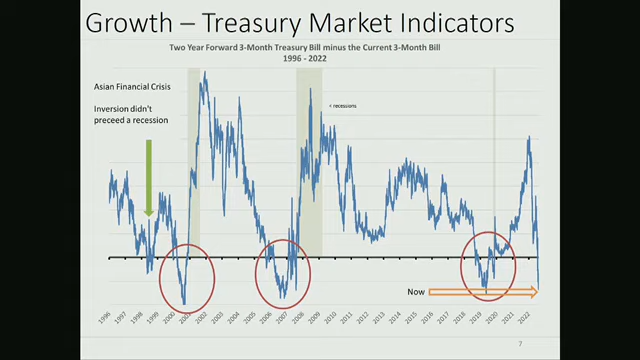 Growth – Treasury Market Indicators
Two Year Forward 3-Month Treasury Bill minus the Current 3-Month Bill
1996 - 2022
Asian Financial Crisis
Inversion didn't
preceed a recession
< recessions
Now
1996 1997 1998 1999 2000 2001 2002 2003 2004 2005 2006 2007 2008 2009 2010 2011 2012 2013 2014 2015 2016 2017 2018 2019 2020 2021 2022
7